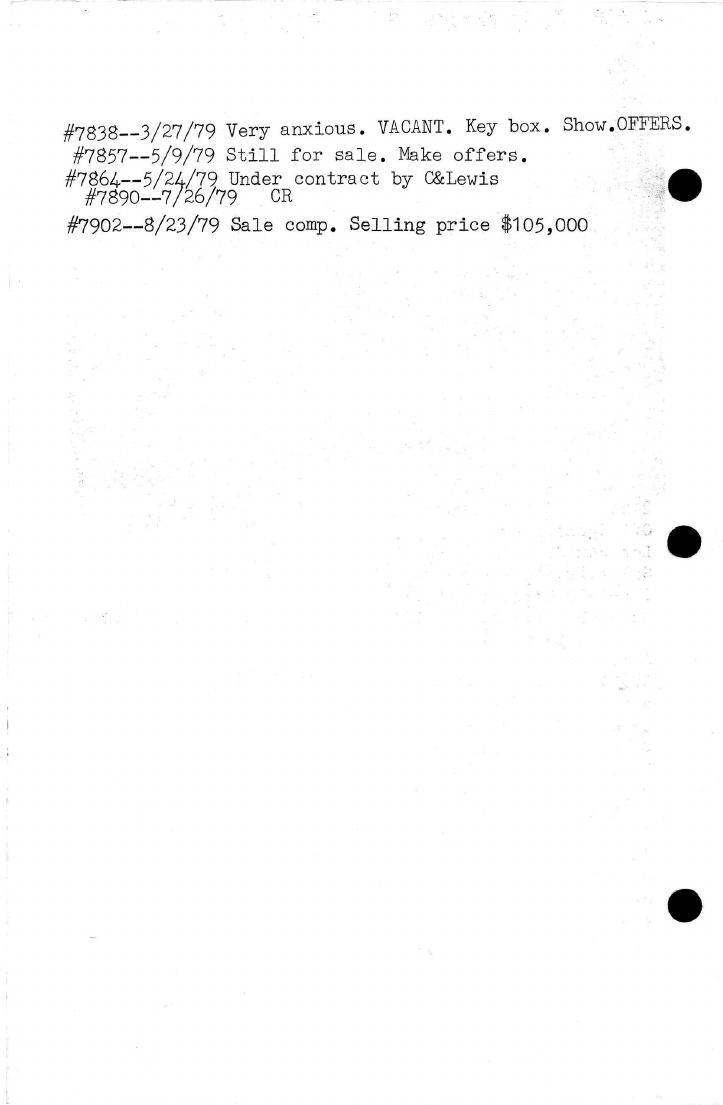 #7838--3/27/79 Very anxious. VACANT. Key box. Show.OFFERS.
#7857--5/9/79 Still for sale. Make offers.
#7864--5/24/79 Under contract by C&Lewis
#7890--7/26/79 CR
#7902--8/23/79 Sale comp. Selling price $105,000